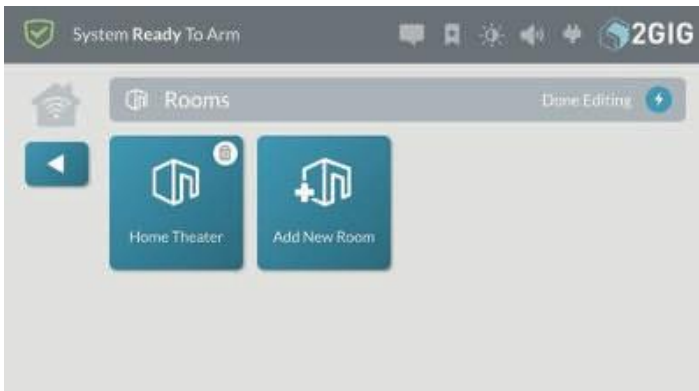 System Ready To Arm
2GIG
Rooms
Done Editing
Home Theater
Add New Room